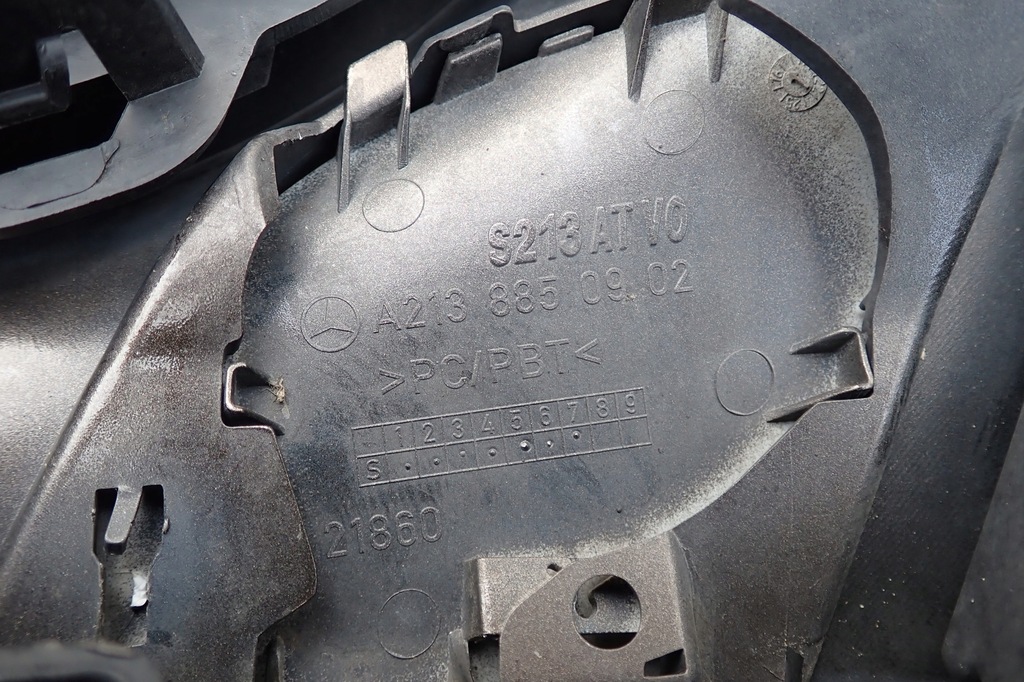 S213 AT V0
A213 885 09 02
>PC/PBT<
- 1 2 3 4 5 6 7 8 9
S
21860